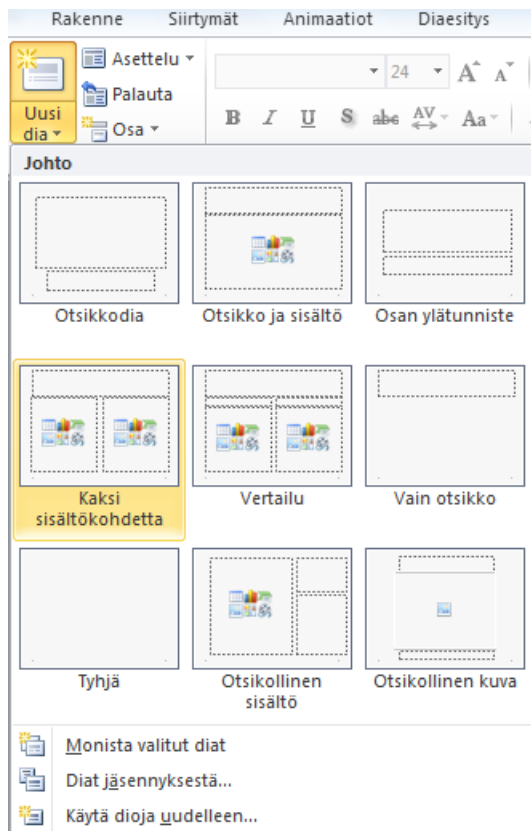 Rakenne Siirtymät Animaatiot Diaesitys
Asettelu
24 A A
Palauta
Uusi
dia
Osa
B I U S abe AV Aa
Johto
Otsikkodia Otsikko ja sisältö Osan ylätunniste
Kaksi
sisältökohdetta
Vertailu Vain otsikko
Tyhjä Otsikollinen
sisältö
Otsikollinen kuva
Monista valitut diat
Diat jäsennyksestä...
Käytä dioja uudelleen...